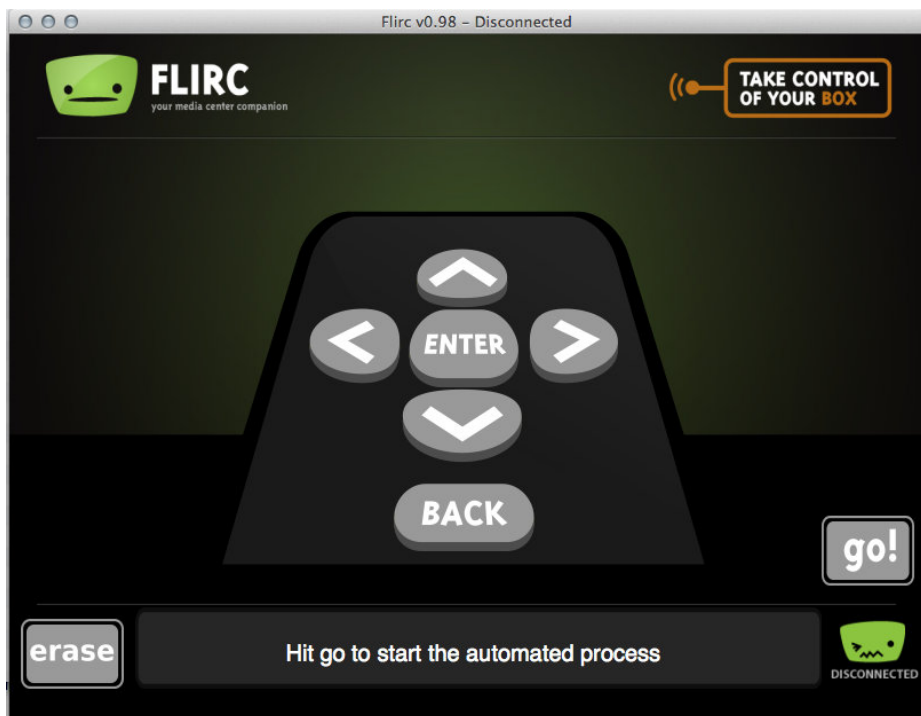 Flirc v0.98 – Disconnected
FLIRC
your media center companion
TAKE CONTROL
OF YOUR BOX
ENTER
BACK
go!
erase
Hit go to start the automated process
DISCONNECTED